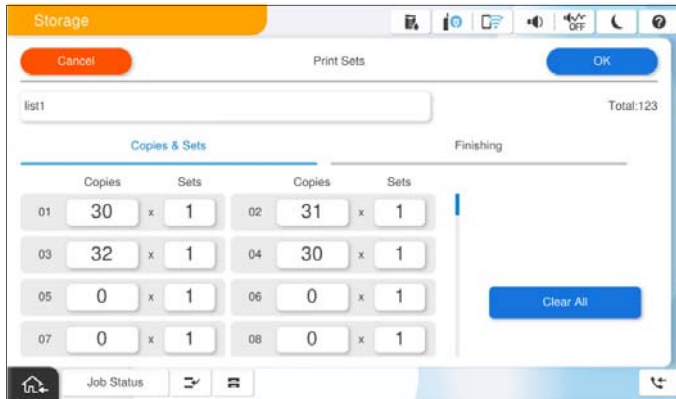 Storage
OFF
Cancel
Print Sets
OK
list1
Total:123
Copies & Sets
Finishing
Copies Sets Copies Sets
01 30 x 1 02 31 x 1
03 32 x 1 04 30 x 1
05 0 x 1 06 0 x 1
Clear All
07 0 x 1 08 0 x 1
Job Status